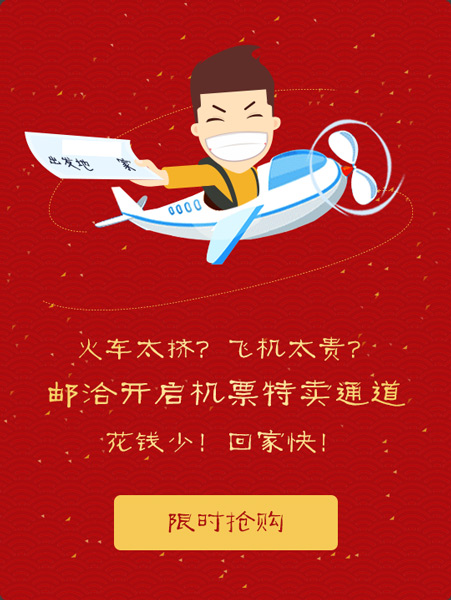 出发地 家
火车太挤？飞机太贵？
邮洽开启机票特卖通道
花钱少！回家快！
限时抢购